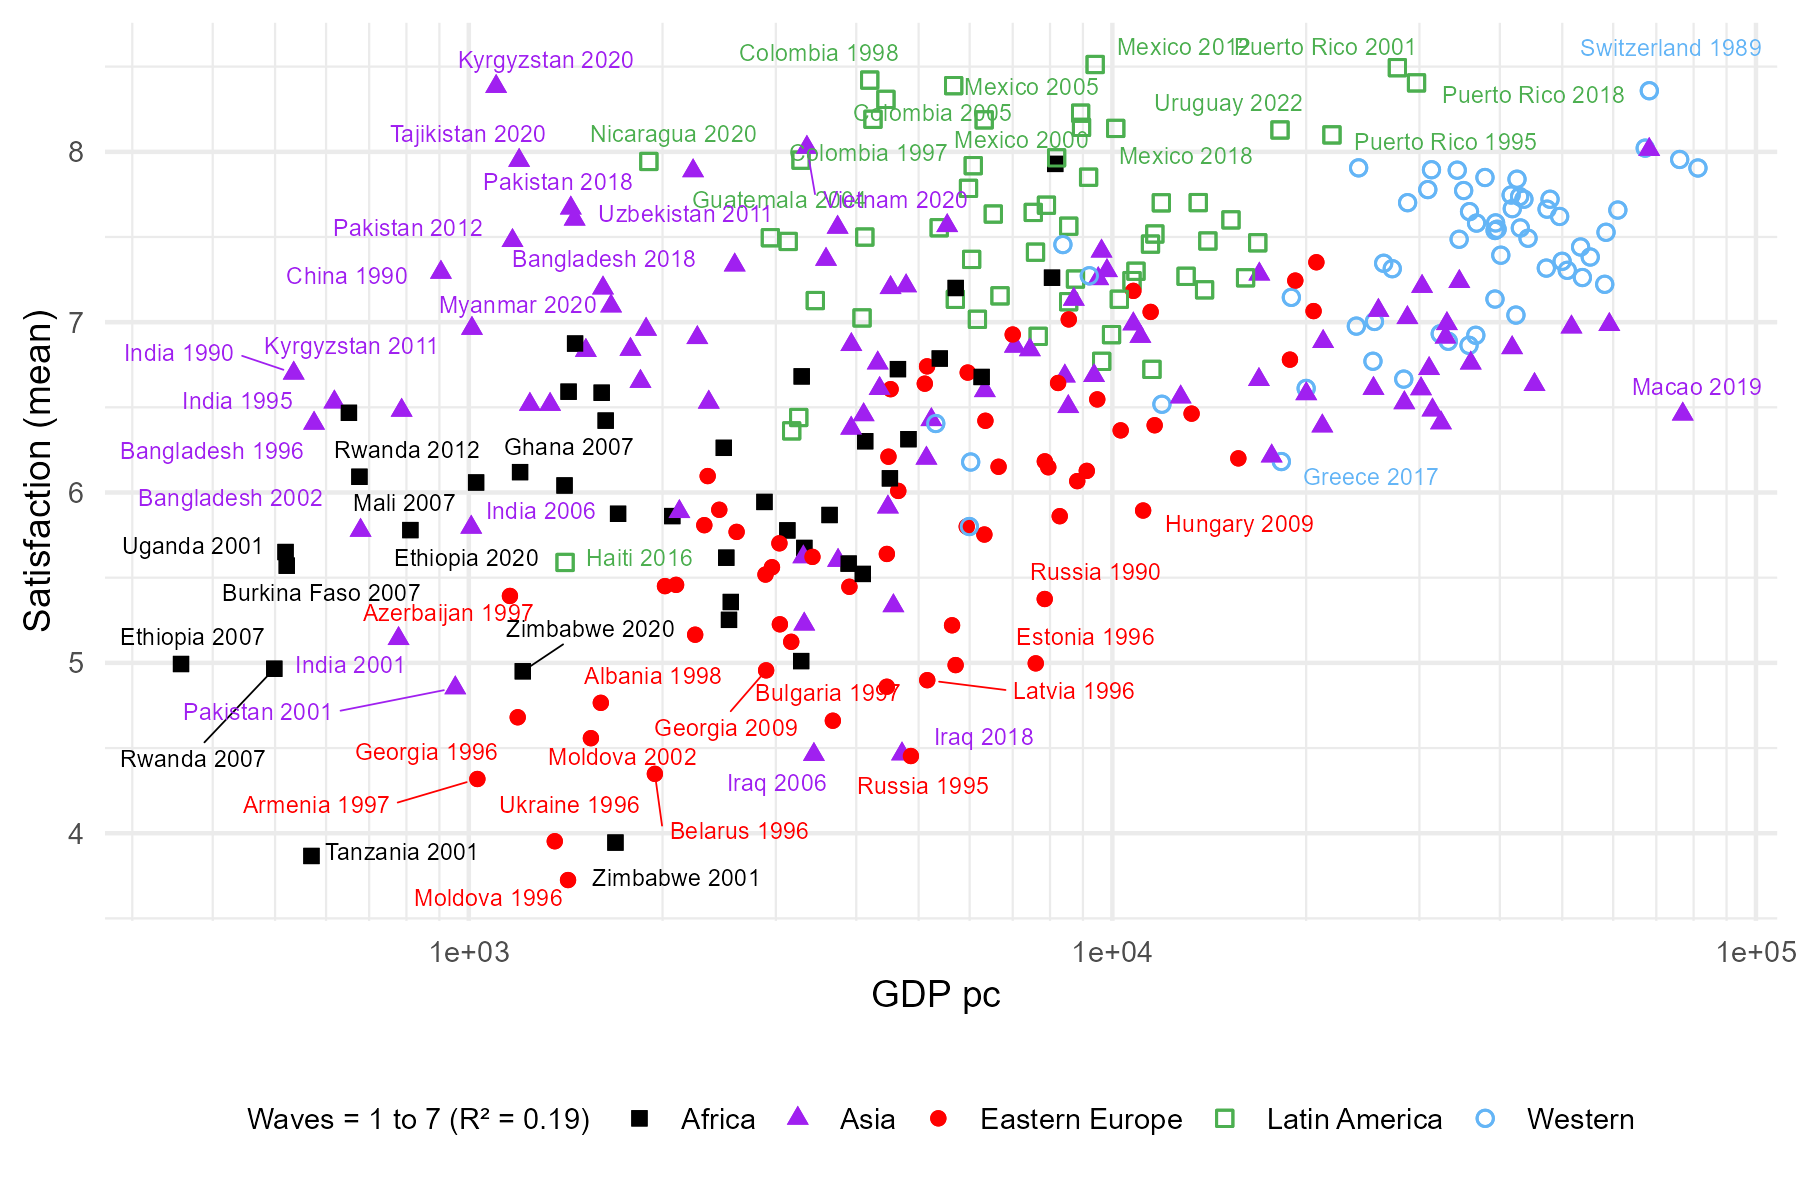 Kyrgyzstan 2020
Colombia 1998
Mexico 2012
Puerto Rico 2001
Switzerland 1989
Mexico 2005
Puerto Rico 2018
Colombia 2005
Uruguay 2022
Tajikistan 2020
Nicaragua 2020
Mexico 2000
Puerto Rico 1995
Colombia 1997
Mexico 2018
Pakistan 2018
Guatemala 2004
Vietnam 2020
Uzbekistan 2011
Pakistan 2012
Bangladesh 2018
China 1990
Myanmar 2020
India 1990
Kyrgyzstan 2011
Macao 2019
India 1995
Bangladesh 1996
Rwanda 2012
Ghana 2007
Greece 2017
Bangladesh 2002
Mali 2007
India 2006
Hungary 2009
Uganda 2001
Ethiopia 2020
Haiti 2016
Russia 1990
Burkina Faso 2007
Azerbaijan 1997
Zimbabwe 2020
Ethiopia 2007
Estonia 1996
India 2001
Albania 1998
Bulgaria 1997
Latvia 1996
Pakistan 2001
Georgia 2009
Iraq 2018
Rwanda 2007
Georgia 1996
Moldova 2002
Iraq 2006
Russia 1995
Armenia 1997
Ukraine 1996
Belarus 1996
Tanzania 2001
Zimbabwe 2001
Moldova 1996
8
7
6
5
4
Satisfaction (mean)
1e+03
1e+04
1e+05
GDP pc
Waves = 1 to 7 (R² = 0.19)
Africa
Asia
Eastern Europe
Latin America
Western